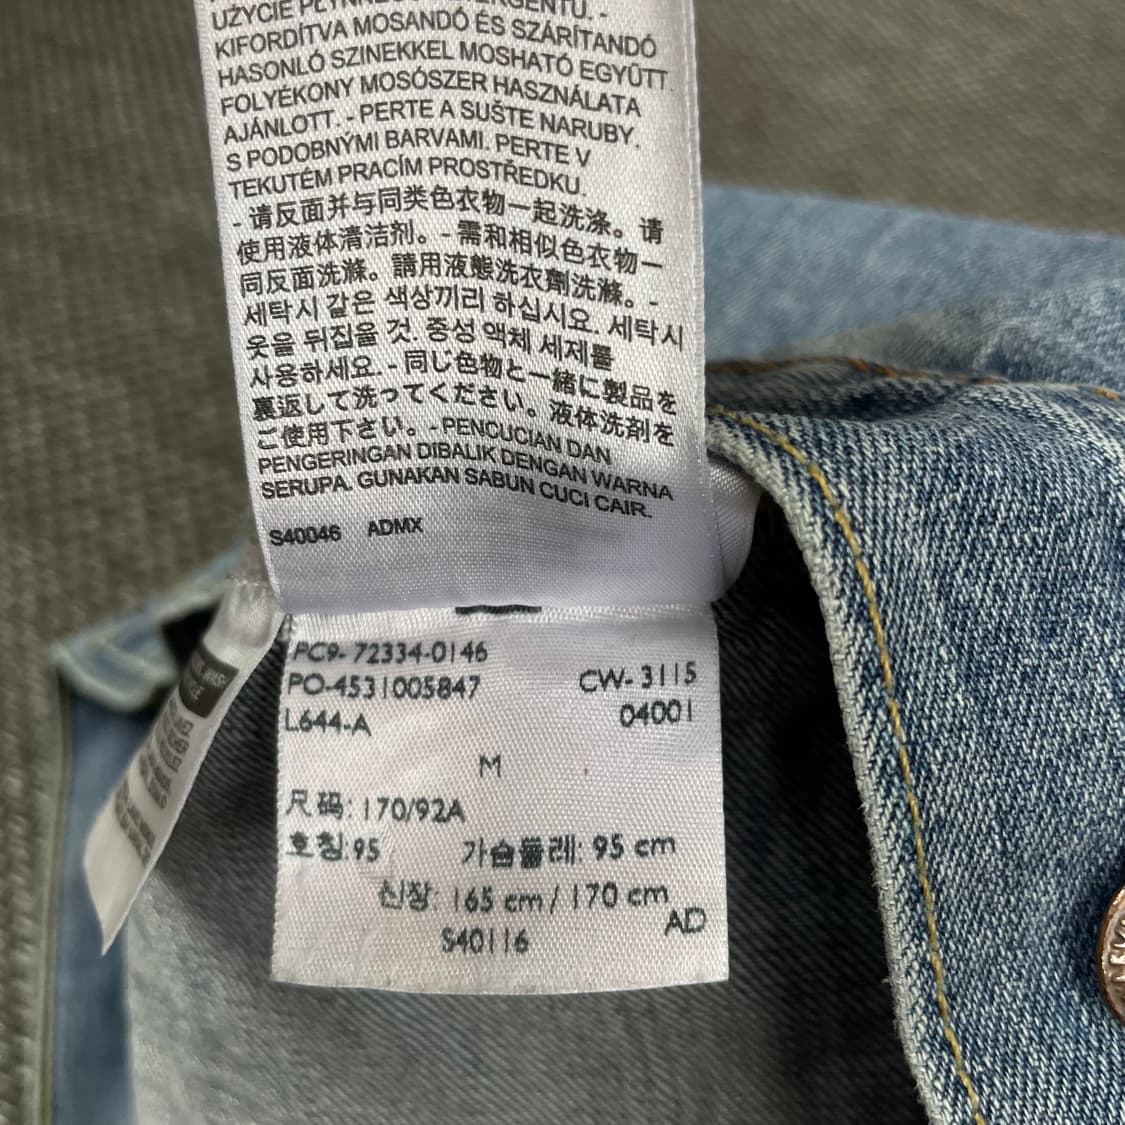 UŻYCIE
KIFORDÍTVA MOSANDÓ ÉS SZÁRÍTANDÓ
HASONLÓ SZINEKKEL MOSHATÓ EGYÜTT.
FOLYÉKONY MOSÓSZER HASZNÁLATA
AJÁNLOTT. - PERTE A SUŠTE NARUBY,
S PODOBNÝMI BARVAMI. PERTE V
TEKUTÉM PRACÍM PROSTŘEDKU.
- 请反面并与同类色衣物一起洗涤。请
使用液体清洁剂。- 需和相似色衣物一
同反面洗滌。請用液態洗衣劑洗滌。-
세탁시 같은 색상끼리 하십시요. 세탁시
옷을 뒤집을 것. 중성 액체 세제를
사용하세요. - 同じ色物と一緒に製品を
裏返して洗ってください。液体洗剤を
ご使用下さい。- PENCUCIAN DAN
PENGERINGAN DIBALIK DENGAN WARNA
SERUPA. GUNAKAN SABUN CUCI CAIR.
S40046 ADMX
PC9- 72334-0146
PO-4531005847 CW- 3115
L644-A 04001
M
尺码: 170/92A
호칭:95 가슴둘레: 95 cm
신장: 165 cm / 170 cm
AD
S40116